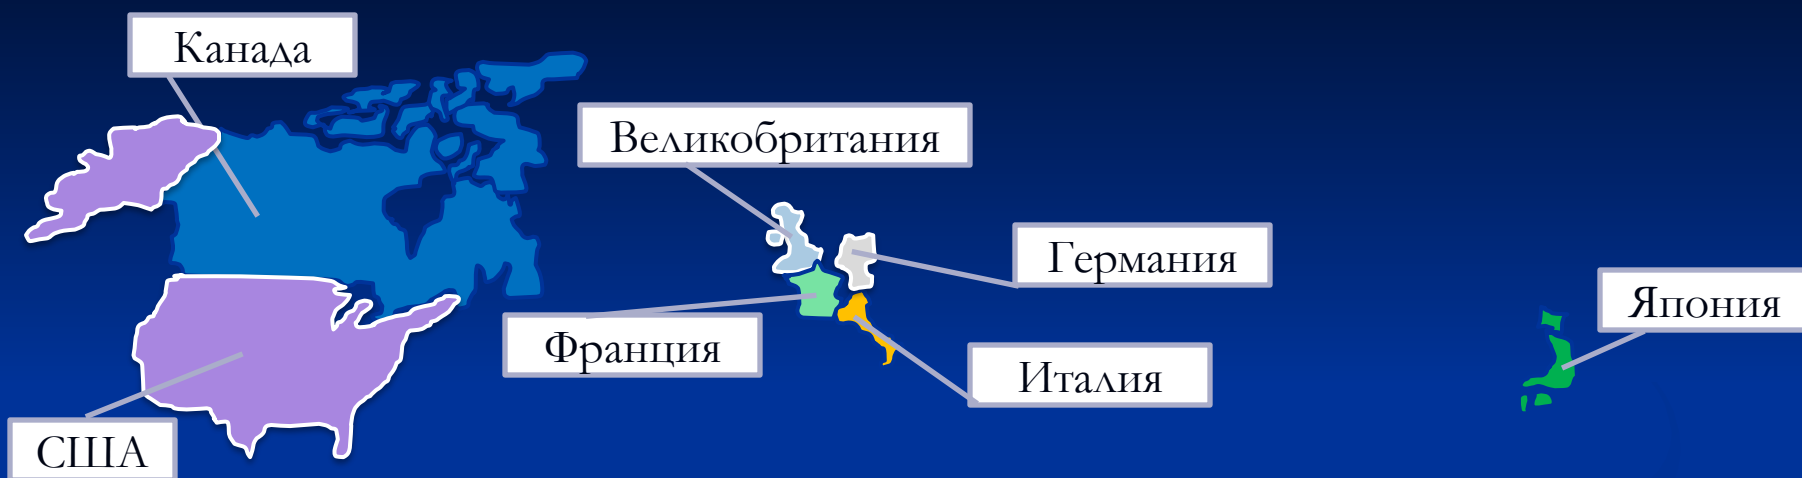 Канада
Великобритания
Германия
Япония
Франция
Италия
США